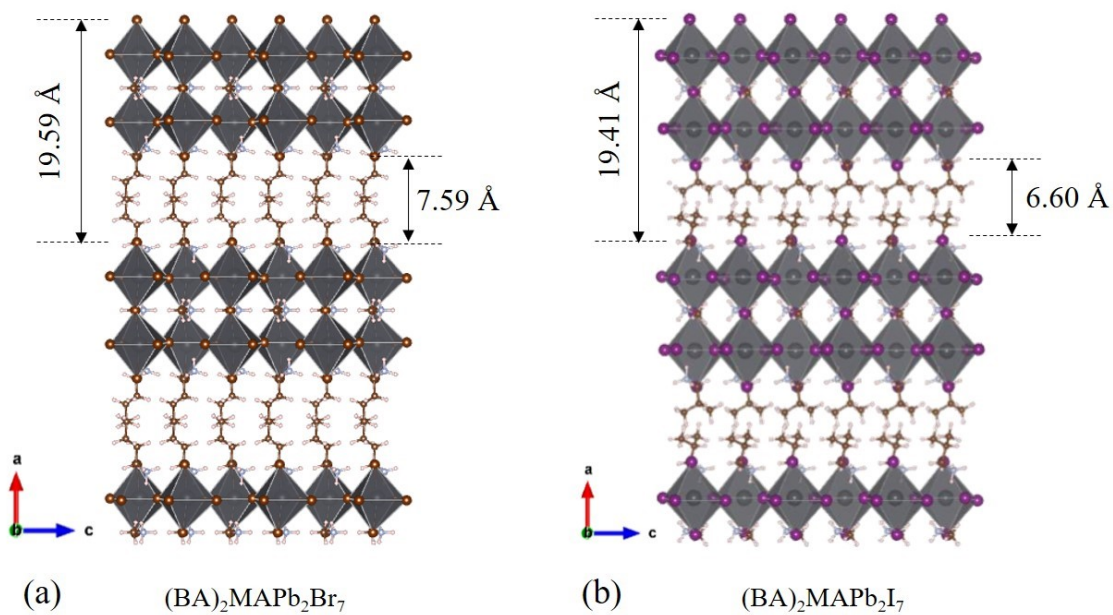 19.59 Å
7.59 Å
a
b
c
(a)
(BA)₂MAPb₂Br₇
19.41 Å
6.60 Å
a
b
c
(b)
(BA)₂MAPb₂I₇